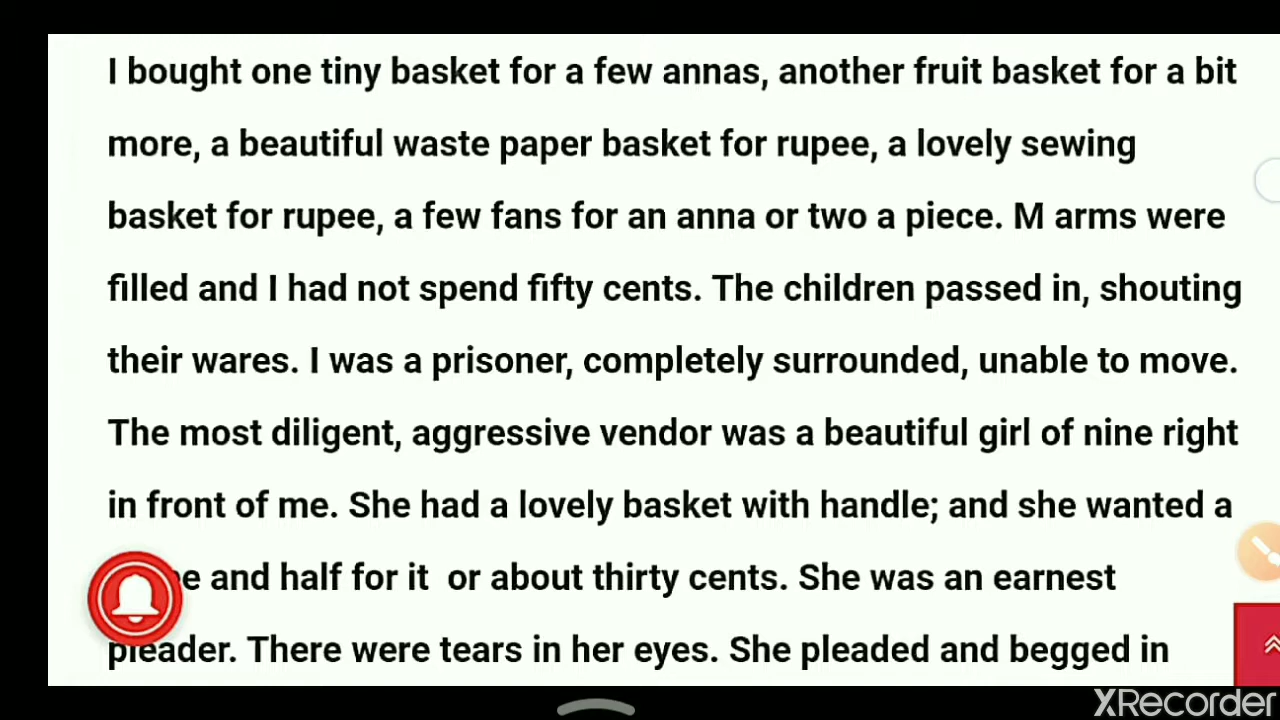 I bought one tiny basket for a few annas, another fruit basket for a bit
more, a beautiful waste paper basket for rupee, a lovely sewing
basket for rupee, a few fans for an anna or two a piece. M arms were
filled and I had not spend fifty cents. The children passed in, shouting
their wares. I was a prisoner, completely surrounded, unable to move.
The most diligent, aggressive vendor was a beautiful girl of nine right
in front of me. She had a lovely basket with handle; and she wanted a
and half for it or about thirty cents. She was an earnest
pleader. There were tears in her eyes. She pleaded and begged in
XRecorder